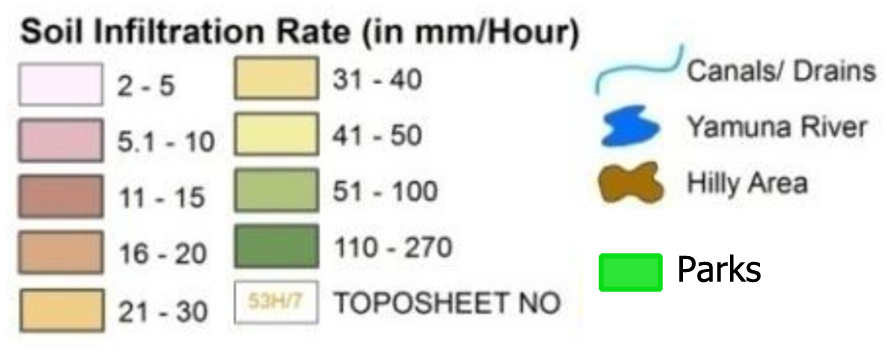 Soil Infiltration Rate (in mm/Hour)
2 - 5
5.1 - 10
11 - 15
16 - 20
21 - 30
31 - 40
41 - 50
51 - 100
110 - 270
53H/7 TOPOSHEET NO
Canals/ Drains
Yamuna River
Hilly Area
Parks